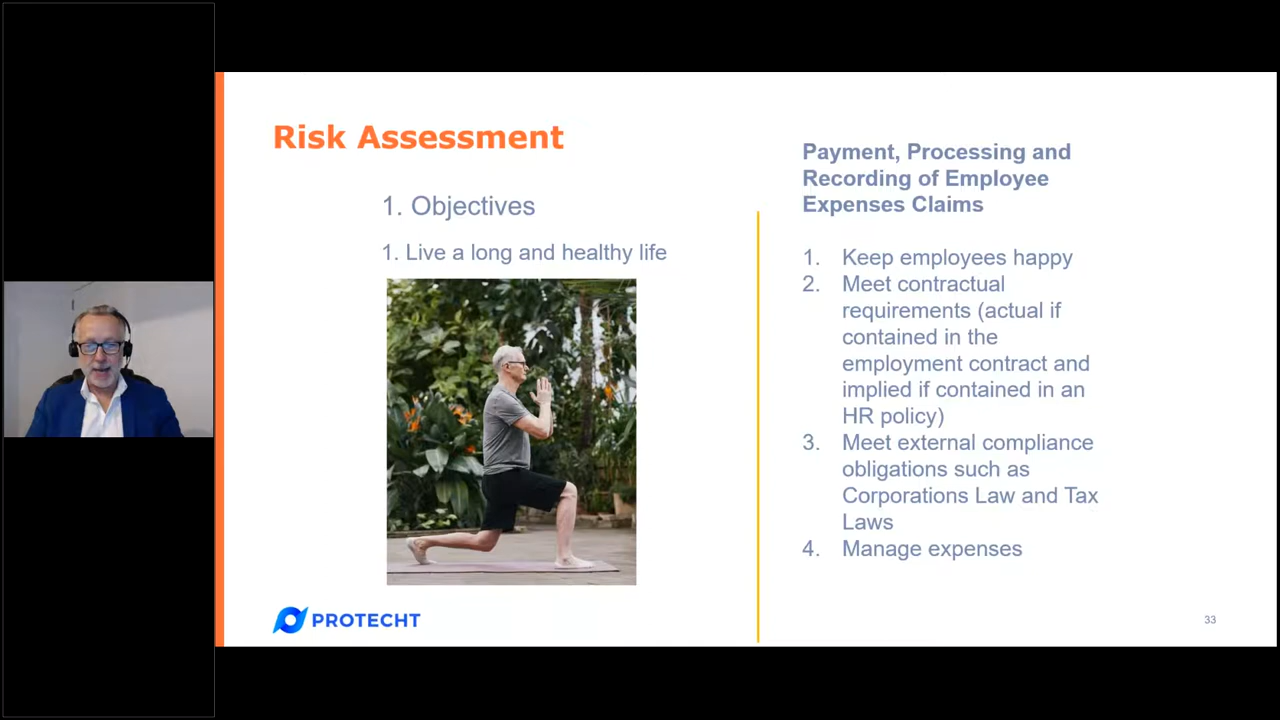 Risk Assessment
1. Objectives
1. Live a long and healthy life
PROTECHT
Payment, Processing and
Recording of Employee
Expenses Claims
1. Keep employees happy
2. Meet contractual
requirements (actual if
contained in the
employment contract and
implied if contained in an
HR policy)
3. Meet external compliance
obligations such as
Corporations Law and Tax
Laws
4. Manage expenses
33